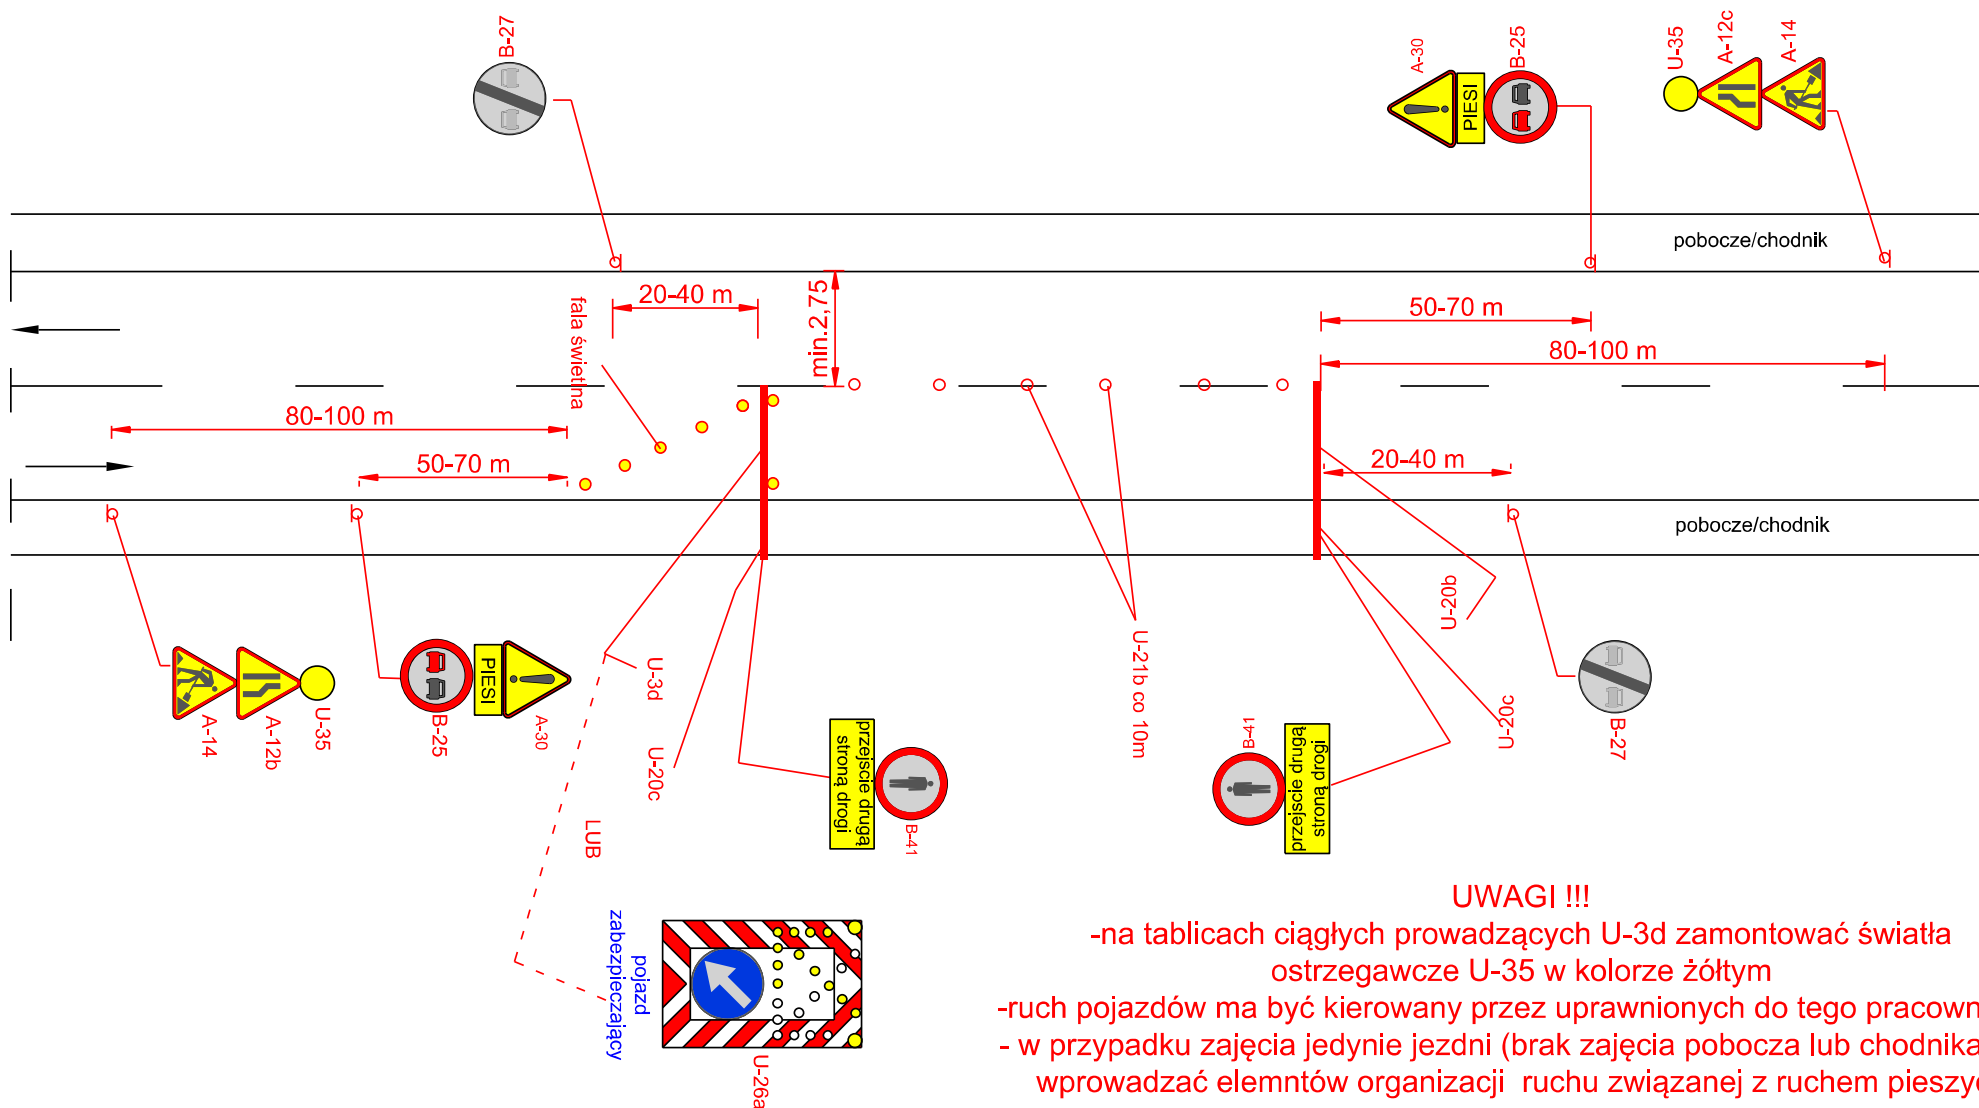 B-27
A-30
PIESI
B-25
U-35
A-12c
A-14
pobocze/chodnik
20-40 m
min.2,75
fala świetlna
50-70 m
80-100 m
80-100 m
50-70 m
20-40 m
pobocze/chodnik
A-14
A-12b
U-35
B-25
PIESI
A-30
U-3d
U-20c
LUB
przejście drugą
stroną drogi
B-41
U-21b co 10m
U-20b
U-20c
B-27
B-41
przejście drugą
stroną drogi
pojazd
zabezpieczający
U-26a
UWAGI !!!
-na tablicach ciągłych prowadzących U-3d zamontować światła
ostrzegawcze U-35 w kolorze żółtym
-ruch pojazdów ma być kierowany przez uprawnionych do tego pracown
- w przypadku zajęcia jedynie jezdni (brak zajęcia pobocza lub chodnika
wprowadzać elemntów organizacji ruchu związanej z ruchem pieszyc